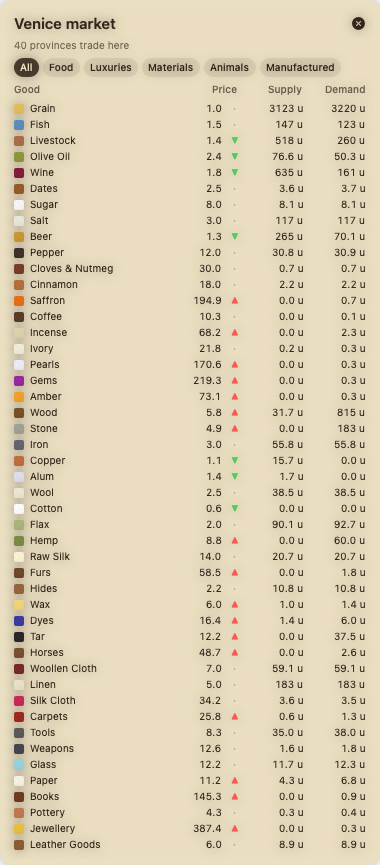 Venice market
40 provinces trade here
All Food Luxuries Materials Animals Manufactured
Good Price Supply Demand
Grain 1.0 · 3123 u 3220 u
Fish 1.5 · 147 u 123 u
Livestock 1.4 ▼ 518 u 260 u
Olive Oil 2.4 ▼ 76.6 u 50.3 u
Wine 1.8 ▼ 635 u 161 u
Dates 2.5 · 3.6 u 3.7 u
Sugar 8.0 · 8.1 u 8.1 u
Salt 3.0 · 117 u 117 u
Beer 1.3 ▼ 265 u 70.1 u
Pepper 12.0 · 30.8 u 30.9 u
Cloves & Nutmeg 30.0 · 0.7 u 0.7 u
Cinnamon 18.0 · 2.2 u 2.2 u
Saffron 194.9 ▲ 0.0 u 0.7 u
Coffee 10.3 · 0.0 u 0.1 u
Incense 68.2 ▲ 0.0 u 2.3 u
Ivory 21.8 · 0.2 u 0.3 u
Pearls 170.6 ▲ 0.0 u 0.3 u
Gems 219.3 ▲ 0.0 u 0.3 u
Amber 73.1 ▲ 0.0 u 0.3 u
Wood 5.8 ▲ 31.7 u 815 u
Stone 4.9 ▲ 0.0 u 183 u
Iron 3.0 · 55.8 u 55.8 u
Copper 1.1 ▼ 15.7 u 0.0 u
Alum 1.4 ▼ 1.7 u 0.0 u
Wool 2.5 · 38.5 u 38.5 u
Cotton 0.6 ▼ 0.0 u 0.0 u
Flax 2.0 · 90.1 u 92.7 u
Hemp 8.8 ▲ 0.0 u 60.0 u
Raw Silk 14.0 · 20.7 u 20.7 u
Furs 58.5 ▲ 0.0 u 1.8 u
Hides 2.2 · 10.8 u 10.8 u
Wax 6.0 ▲ 1.0 u 1.4 u
Dyes 16.4 ▲ 1.4 u 6.0 u
Tar 12.2 ▲ 0.0 u 37.5 u
Horses 48.7 ▲ 0.0 u 2.6 u
Woollen Cloth 7.0 · 59.1 u 59.1 u
Linen 5.0 · 183 u 183 u
Silk Cloth 34.2 · 3.6 u 3.5 u
Carpets 25.8 ▲ 0.6 u 1.3 u
Tools 8.3 · 35.0 u 38.0 u
Weapons 12.6 · 1.6 u 1.8 u
Glass 12.2 · 11.7 u 12.3 u
Paper 11.2 ▲ 4.3 u 6.8 u
Books 145.3 ▲ 0.0 u 0.9 u
Pottery 4.3 · 0.3 u 0.4 u
Jewellery 387.4 ▲ 0.0 u 0.3 u
Leather Goods 6.0 · 8.9 u 8.9 u